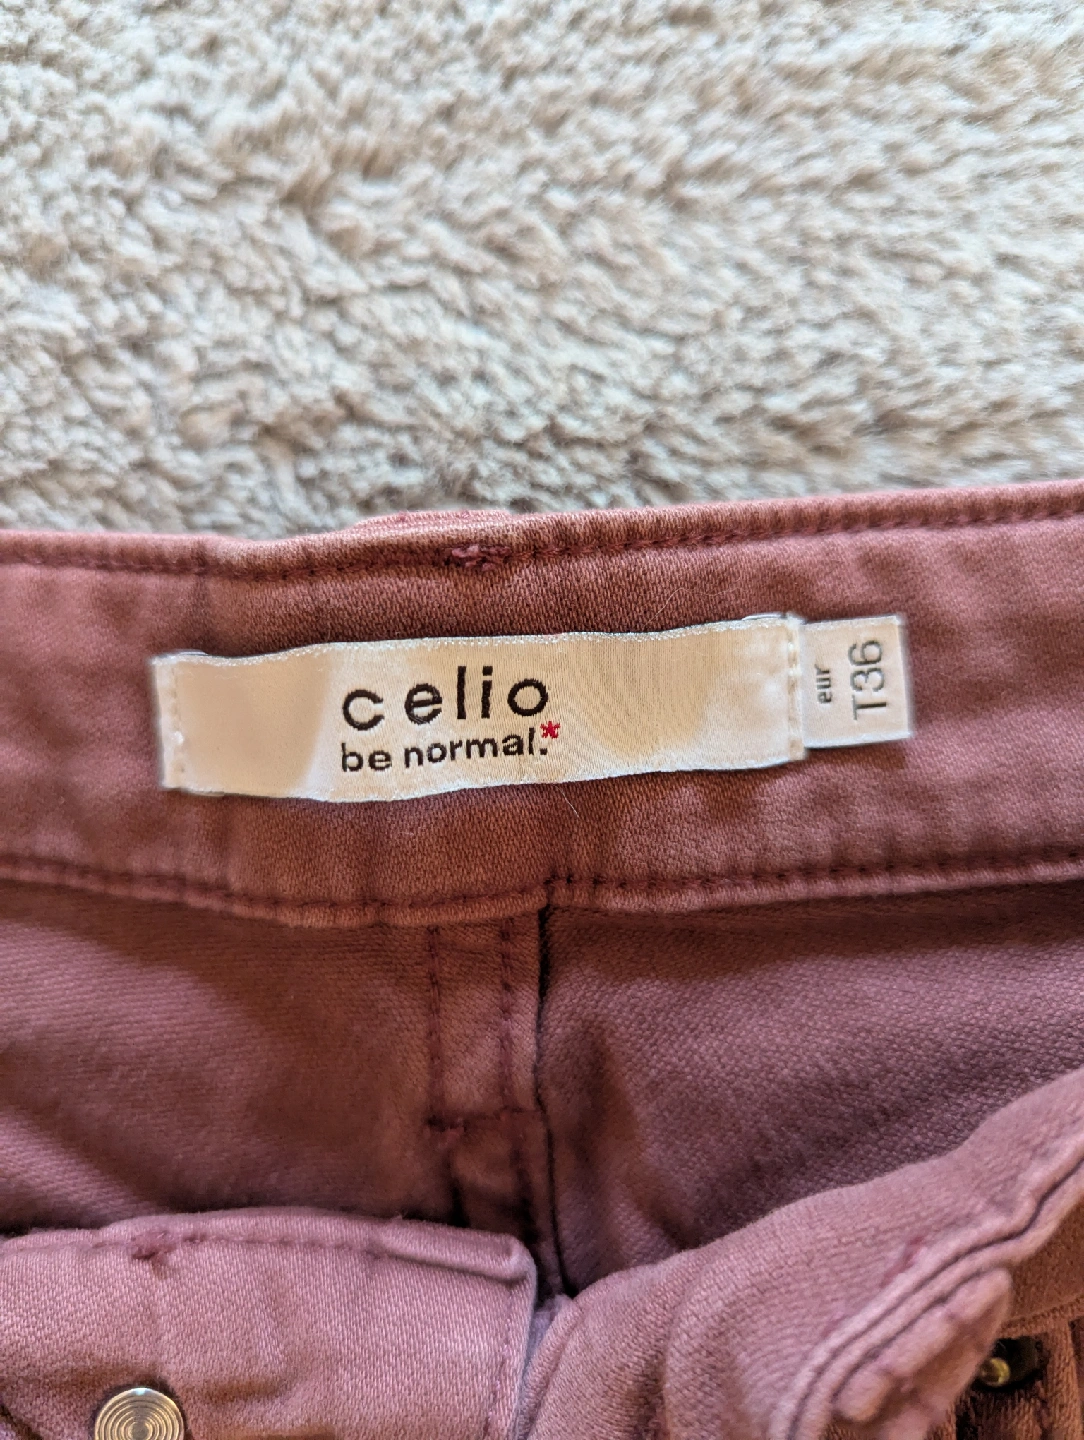 celio
be normal.*
eur
T36